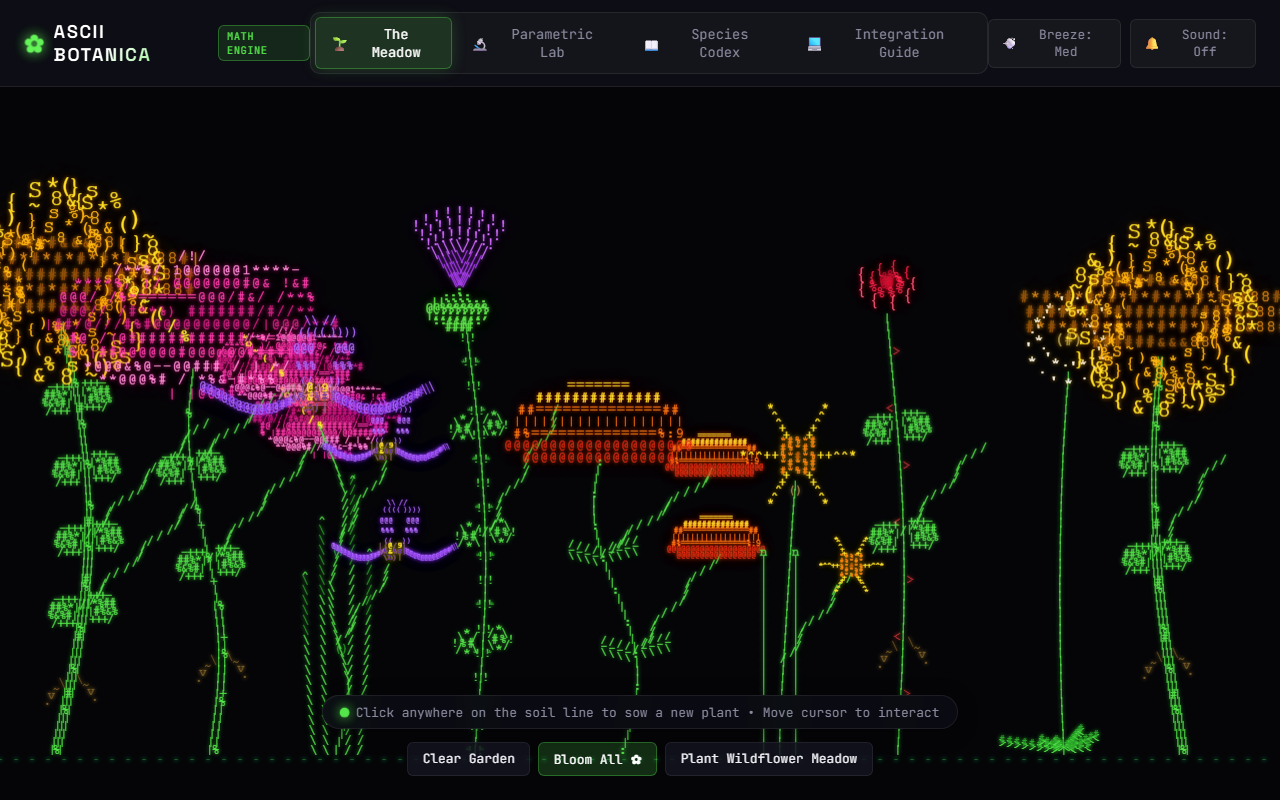 ASCII
BOTANICA
MATH
ENGINE
The
Meadow
Parametric
Lab
Species
Codex
Integration
Guide
Breeze:
Med
Sound:
Off
Click anywhere on the soil line to sow a new plant • Move cursor to interact
Clear Garden
Bloom All ✿
Plant Wildflower Meadow